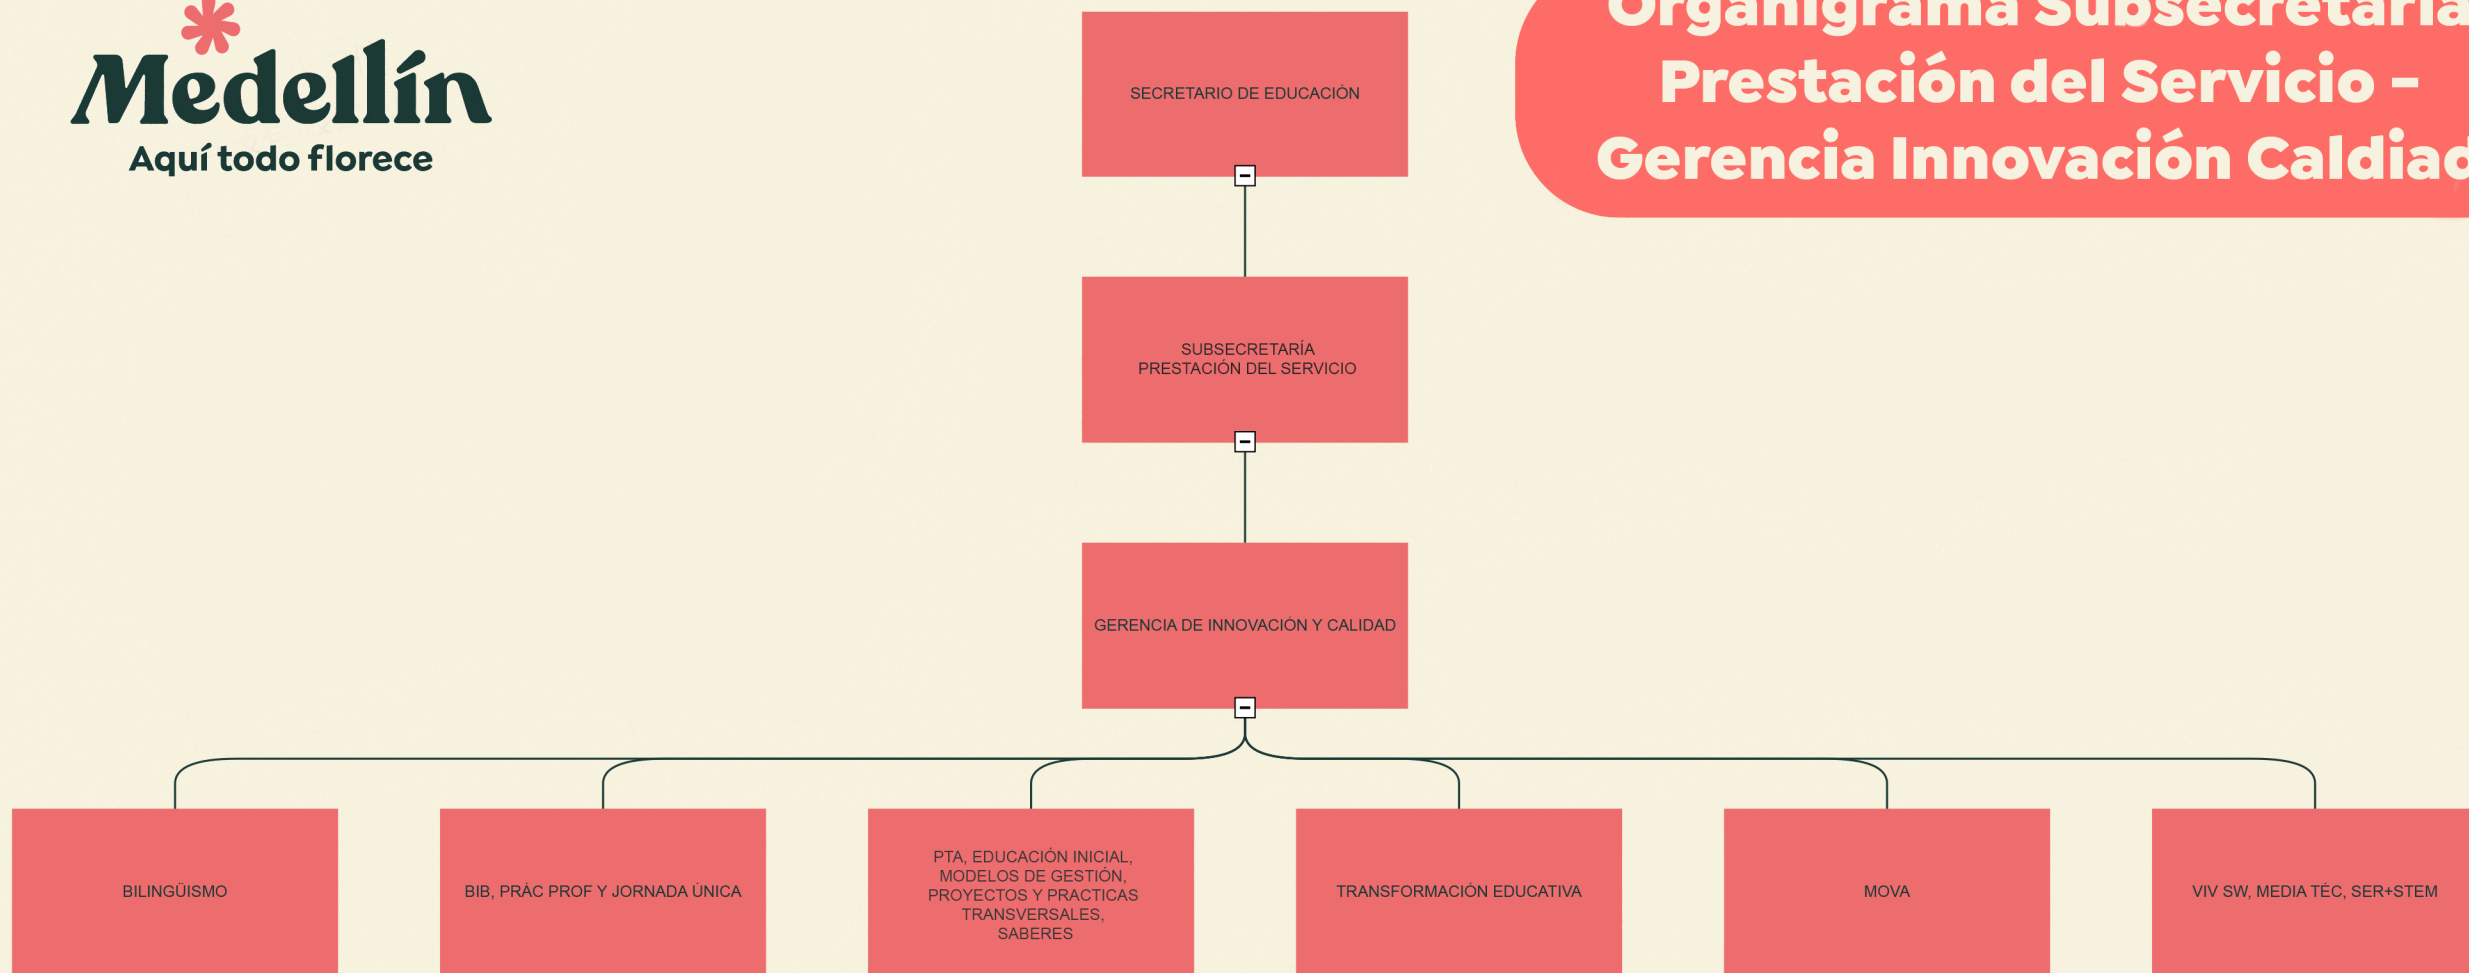 Medellín
Aquí todo florece
Organigrama Subsecretaría
Prestación del Servicio -
Gerencia Innovación Caldiad
SECRETARIO DE EDUCACIÓN
SUBSECRETARÍA
PRESTACIÓN DEL SERVICIO
GERENCIA DE INNOVACIÓN Y CALIDAD
BILINGÜISMO
BIB, PRÁC PROF Y JORNADA ÚNICA
PTA, EDUCACIÓN INICIAL,
MODELOS DE GESTIÓN,
PROYECTOS Y PRACTICAS
TRANSVERSALES,
SABERES
TRANSFORMACIÓN EDUCATIVA
MOVA
VIV SW, MEDIA TÉC, SER+STEM